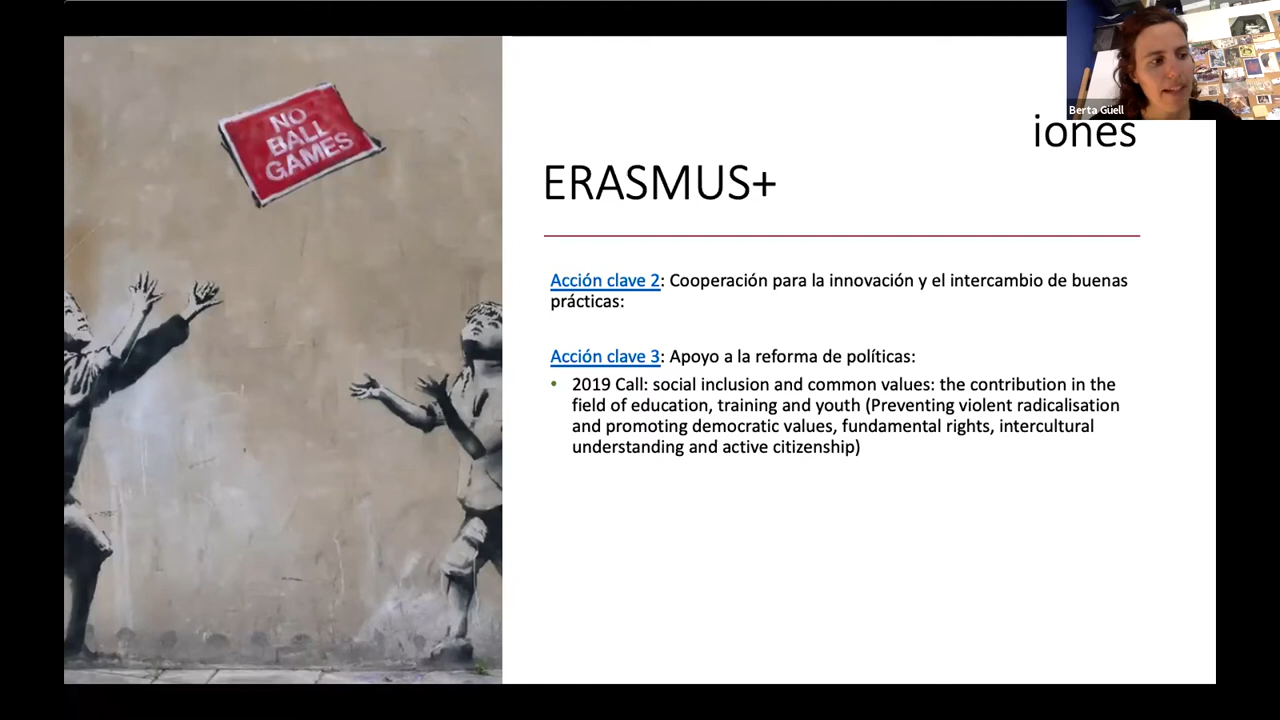 NO
BALL
GAMES
Berta Güell
iones
ERASMUS+
Acción clave 2: Cooperación para la innovación y el intercambio de buenas
prácticas:
Acción clave 3: Apoyo a la reforma de políticas:
• 2019 Call: social inclusion and common values: the contribution in the
field of education, training and youth (Preventing violent radicalisation
and promoting democratic values, fundamental rights, intercultural
understanding and active citizenship)